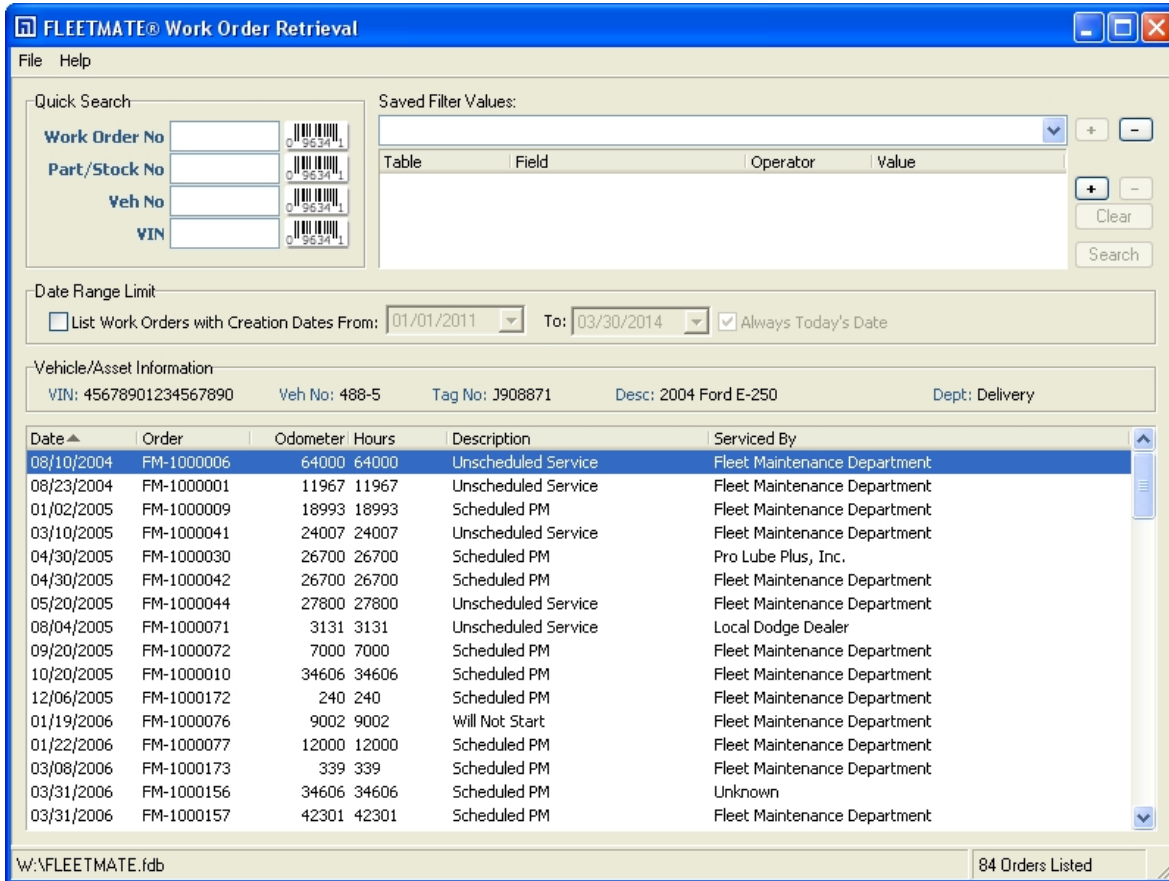 FLEETMATE® Work Order Retrieval
File Help
Quick Search
Work Order No
0 9634 1
Part/Stock No
0 9634 1
Veh No
0 9634 1
VIN
0 9634 1
Saved Filter Values:
+ -
Table Field Operator Value
+ -
Clear
Search
Date Range Limit
List Work Orders with Creation Dates From: 01/01/2011 To: 03/30/2014 Always Today's Date
Vehicle/Asset Information
VIN: 45678901234567890 Veh No: 488-5 Tag No: J908871 Desc: 2004 Ford E-250 Dept: Delivery
Date Order Odometer Hours Description Serviced By
08/10/2004 FM-1000006 64000 64000 Unscheduled Service Fleet Maintenance Department
08/23/2004 FM-1000001 11967 11967 Unscheduled Service Fleet Maintenance Department
01/02/2005 FM-1000009 18993 18993 Scheduled PM Fleet Maintenance Department
03/10/2005 FM-1000041 24007 24007 Unscheduled Service Fleet Maintenance Department
04/30/2005 FM-1000030 26700 26700 Scheduled PM Pro Lube Plus, Inc.
04/30/2005 FM-1000042 26700 26700 Scheduled PM Fleet Maintenance Department
05/20/2005 FM-1000044 27800 27800 Unscheduled Service Fleet Maintenance Department
08/04/2005 FM-1000071 3131 3131 Unscheduled Service Local Dodge Dealer
09/20/2005 FM-1000072 7000 7000 Scheduled PM Fleet Maintenance Department
10/20/2005 FM-1000010 34606 34606 Scheduled PM Fleet Maintenance Department
12/06/2005 FM-1000172 240 240 Scheduled PM Fleet Maintenance Department
01/19/2006 FM-1000076 9002 9002 Will Not Start Fleet Maintenance Department
01/22/2006 FM-1000077 12000 12000 Scheduled PM Fleet Maintenance Department
03/08/2006 FM-1000173 339 339 Scheduled PM Fleet Maintenance Department
03/31/2006 FM-1000156 34606 34606 Scheduled PM Unknown
03/31/2006 FM-1000157 42301 42301 Scheduled PM Fleet Maintenance Department
W:\FLEETMATE.fdb 84 Orders Listed